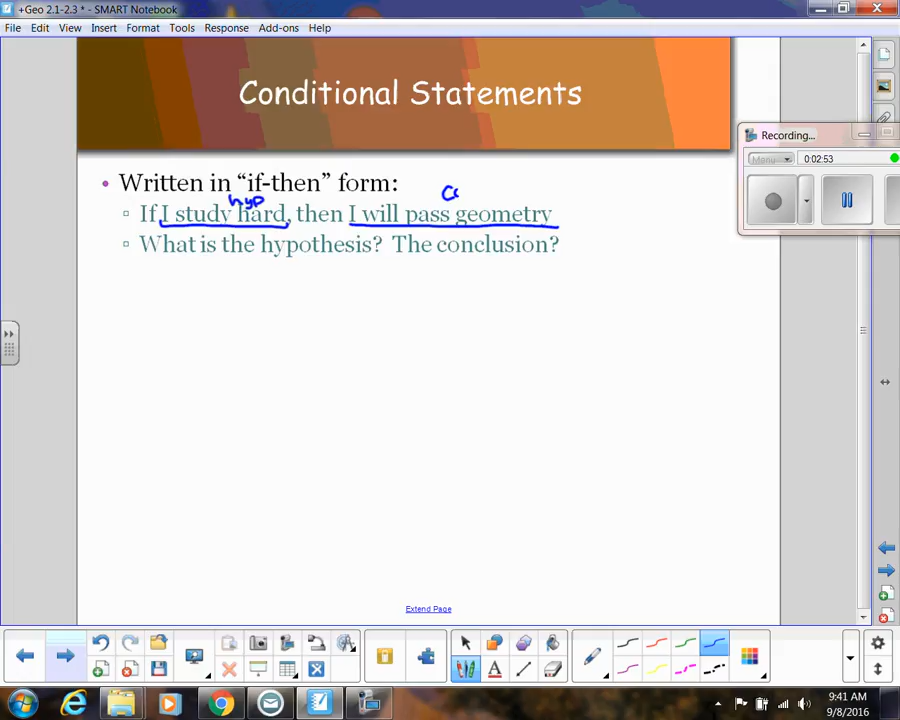 +Geo 2.1-2.3 * - SMART Notebook
File Edit View Insert Format Tools Response Add-ons Help
Conditional Statements
Recording...
Menu
0:02:53
• Written in “if-then” form:
hyp
Co
▫ If I study hard, then I will pass geometry
▫ What is the hypothesis? The conclusion?
Extend Page
9:41 AM
9/8/2016